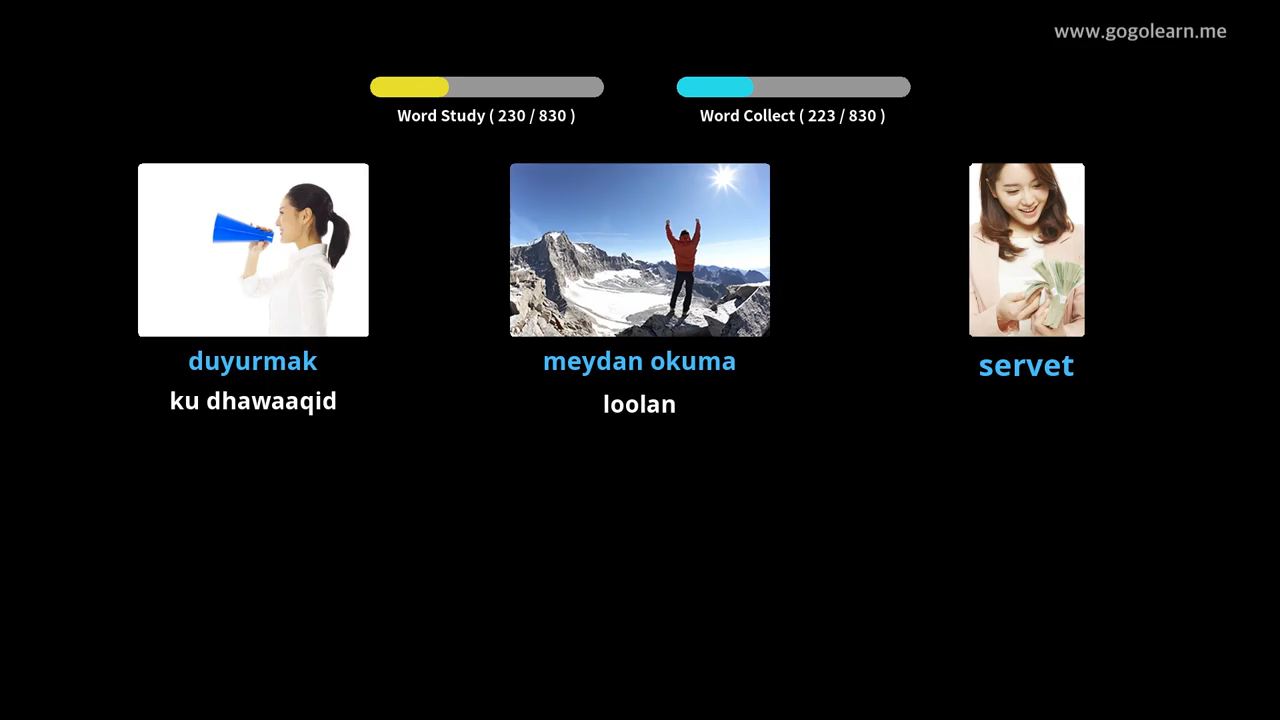 www.gogolearn.me
Word Study ( 230 / 830 )
Word Collect ( 223 / 830 )
duyurmak
ku dhawaaqid
meydan okuma
loolan
servet